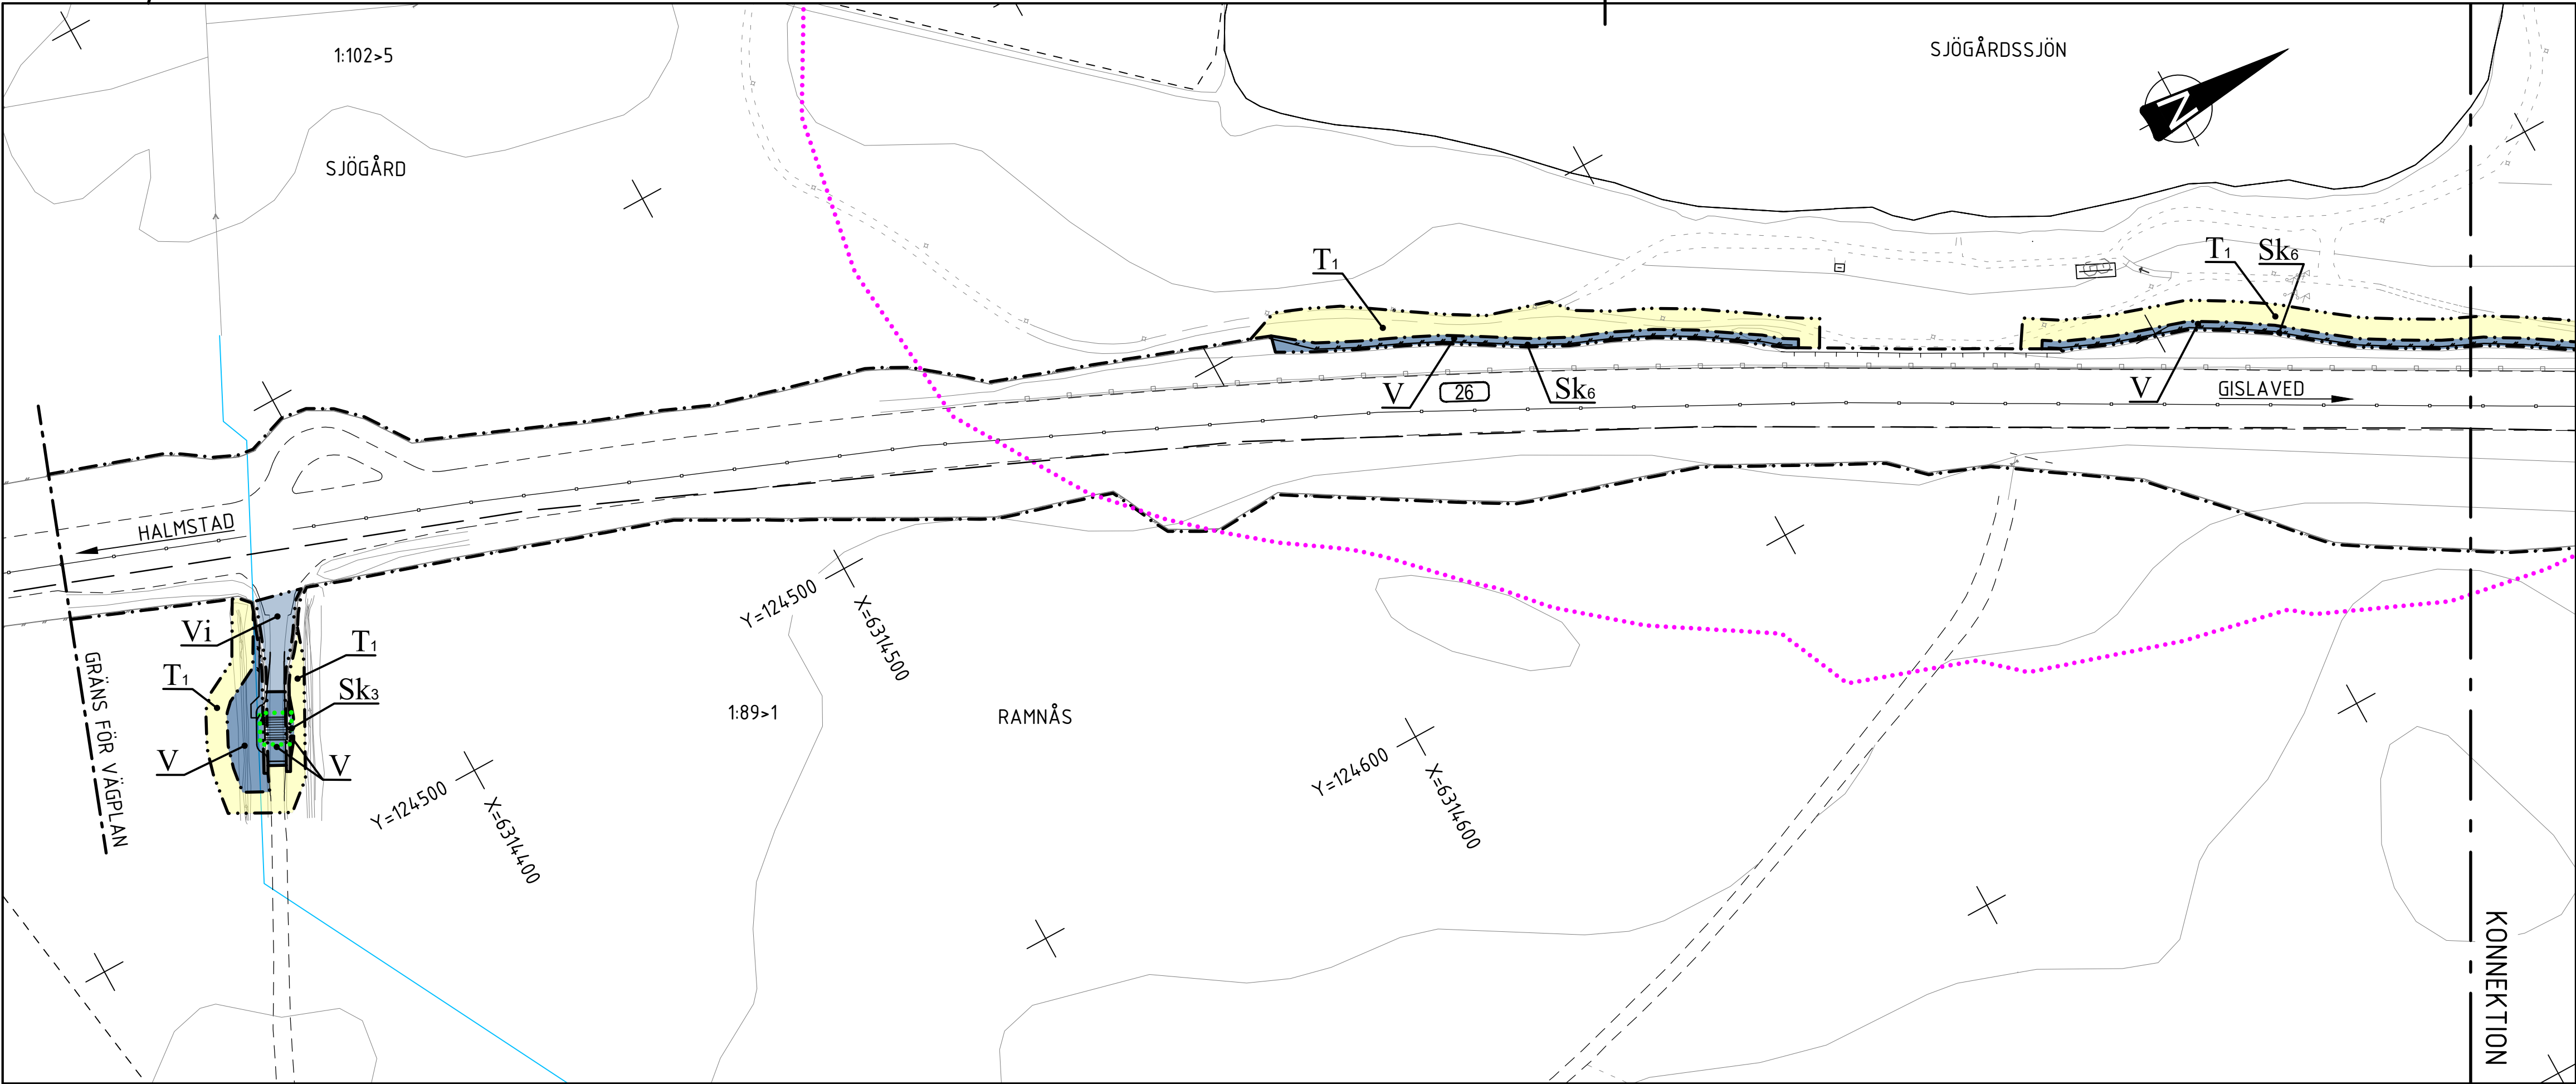 SJÖGÅRDSSJÖN
1:102>5
N
SJÖGÅRD
T1
T1
Sk6
V
26
Sk6
V
GISLAVED
HALMSTAD
Y=124500
X=6314500
Vi
T1
T1
Sk3
GRÄNS FÖR VÄGPLAN
1:89>1
RAMNÅS
V
V
Y=124500
X=6314400
Y=124600
X=6314600
KONNEKTION